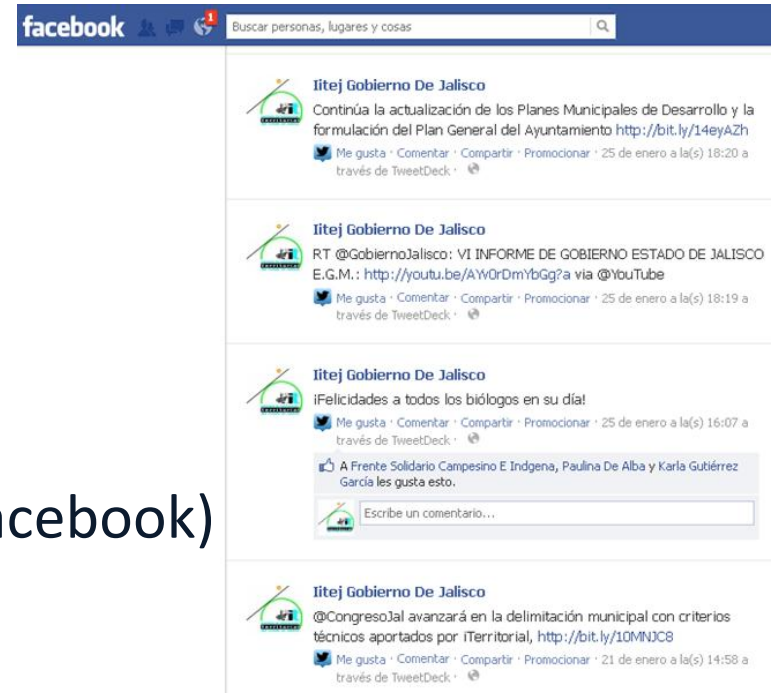 facebook
1
Buscar personas, lugares y cosas
Iitej Gobierno De Jalisco
Continúa la actualización de los Planes Municipales de Desarrollo y la
formulación del Plan General del Ayuntamiento http://bit.ly/14eyAZh
Me gusta · Comentar · Compartir · Promocionar · 25 de enero a la(s) 18:20 a
través de TweetDeck ·
Iitej Gobierno De Jalisco
RT @GobiernoJalisco: VI INFORME DE GOBIERNO ESTADO DE JALISCO
E.G.M.: http://youtu.be/AYv0rDmYbGg?a via @YouTube
Me gusta · Comentar · Compartir · Promocionar · 25 de enero a la(s) 18:19 a
través de TweetDeck ·
Iitej Gobierno De Jalisco
¡Felicidades a todos los biólogos en su día!
Me gusta · Comentar · Compartir · Promocionar · 25 de enero a la(s) 16:07 a
través de TweetDeck ·
A Frente Solidario Campesino E Indgena, Paulina De Alba y Karla Gutiérrez
García les gusta esto.
Escribe un comentario...
acebook)
Iitej Gobierno De Jalisco
@CongresoJal avanzará en la delimitación municipal con criterios
técnicos aportados por iTerritorial, http://bit.ly/10MNJC8
Me gusta · Comentar · Compartir · Promocionar · 21 de enero a la(s) 14:58 a
través de TweetDeck ·